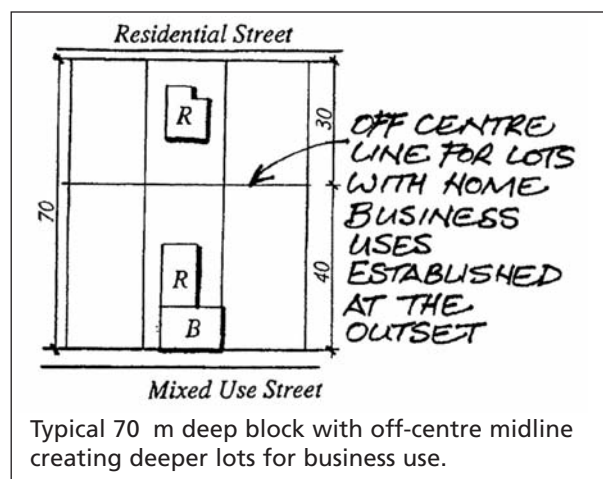 Residential Street
R
30
70
OFF CENTRE
LINE FOR LOTS
WITH HOME
BUSINESS
USES
ESTABLISHED
AT THE
OUTSET
R
40
B
Mixed Use Street
Typical 70 m deep block with off-centre midline
creating deeper lots for business use.